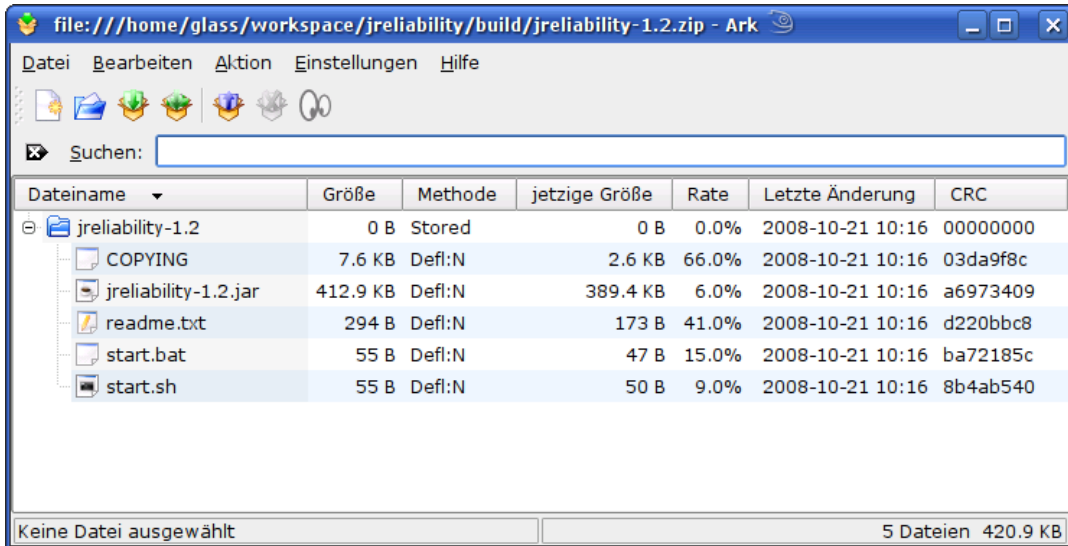 file:///home/glass/workspace/jreliability/build/jreliability-1.2.zip - Ark
Datei Bearbeiten Aktion Einstellungen Hilfe
Suchen:
Dateiname Größe Methode jetzige Größe Rate Letzte Änderung CRC
jreliability-1.2 0 B Stored 0 B 0.0% 2008-10-21 10:16 00000000
COPYING 7.6 KB Defl:N 2.6 KB 66.0% 2008-10-21 10:16 03da9f8c
jreliability-1.2.jar 412.9 KB Defl:N 389.4 KB 6.0% 2008-10-21 10:16 a6973409
readme.txt 294 B Defl:N 173 B 41.0% 2008-10-21 10:16 d220bbc8
start.bat 55 B Defl:N 47 B 15.0% 2008-10-21 10:16 ba72185c
start.sh 55 B Defl:N 50 B 9.0% 2008-10-21 10:16 8b4ab540
Keine Datei ausgewählt 5 Dateien 420.9 KB